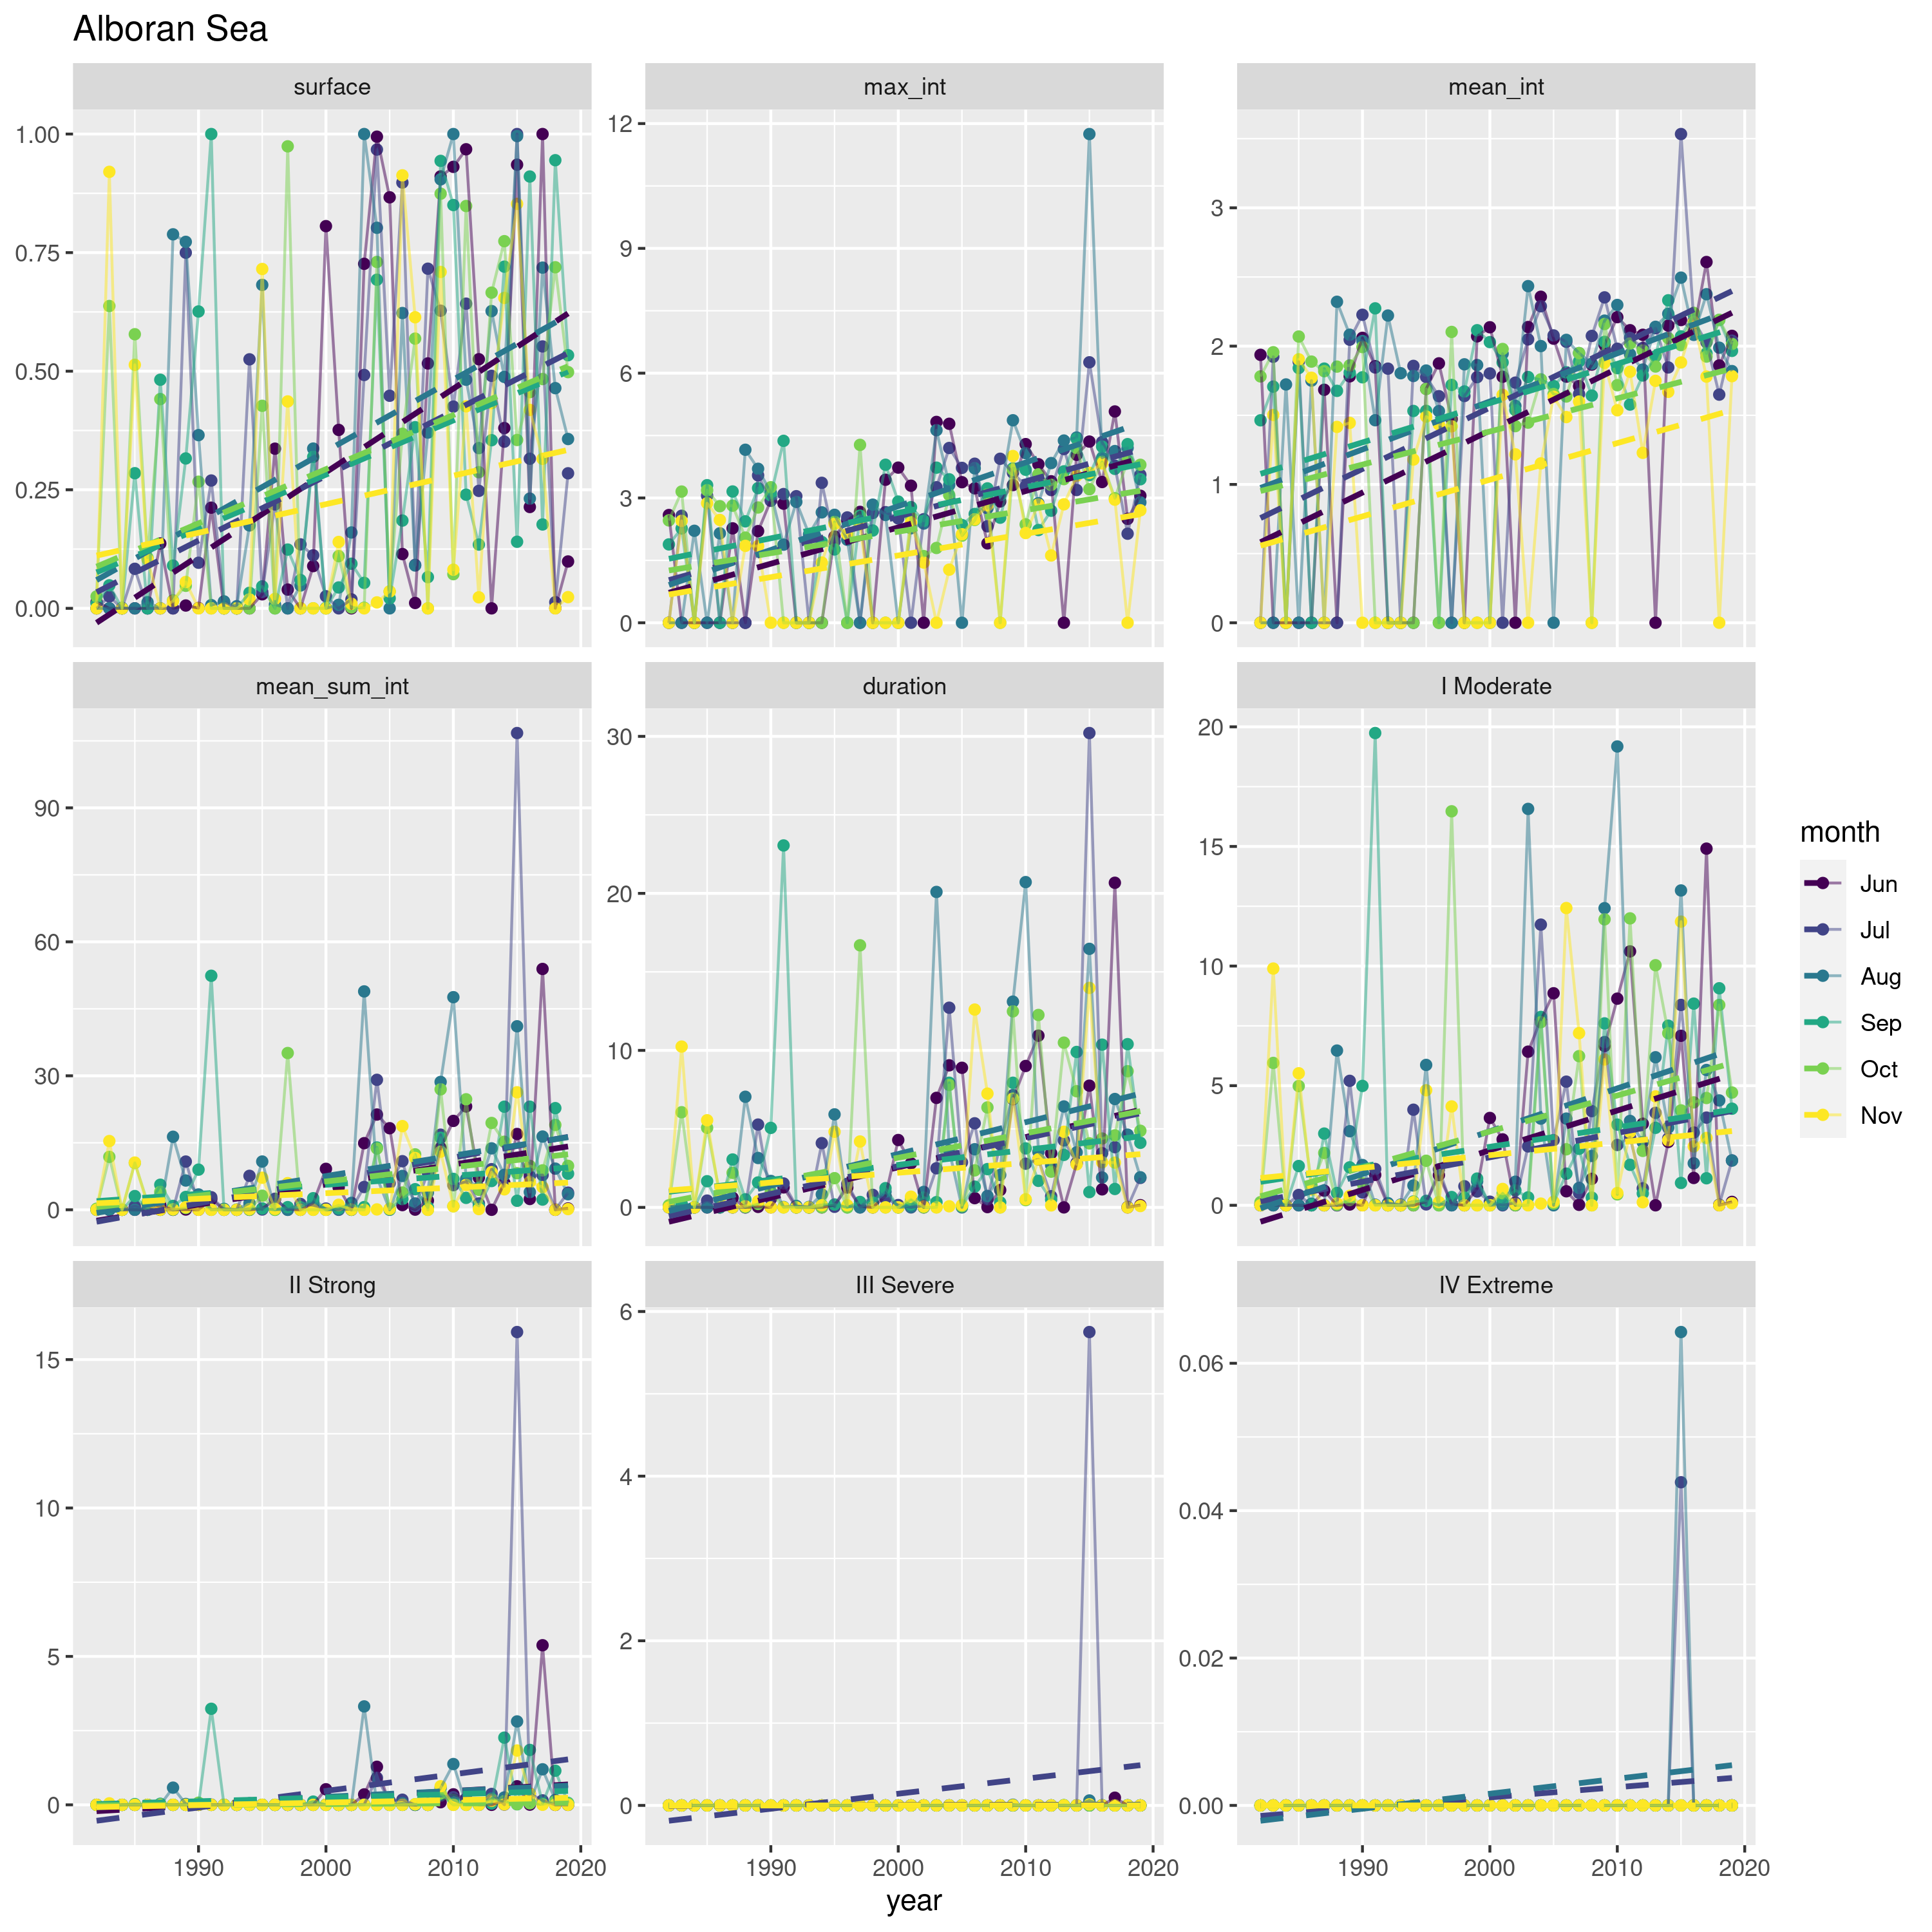 Alboran Sea
surface
max_int
mean_int
1.00
0.75
0.50
0.25
0.00
12
9
6
3
0
3
2
1
0
mean_sum_int
duration
I Moderate
90
60
30
0
30
20
10
0
20
15
10
5
0
II Strong
III Severe
IV Extreme
15
10
5
0
6
4
2
0
0.06
0.04
0.02
0.00
1990 2000 2010 2020
1990 2000 2010 2020
1990 2000 2010 2020
year
month
Jun
Jul
Aug
Sep
Oct
Nov